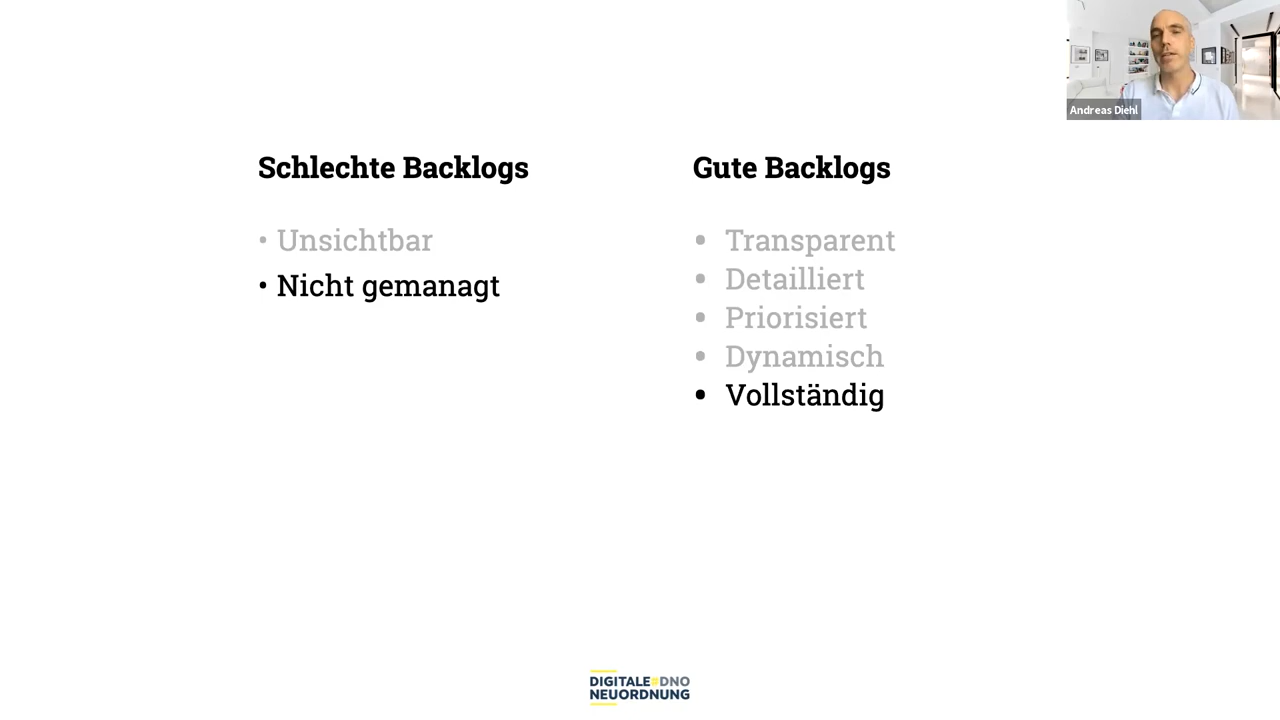 Andreas Diehl
Schlechte Backlogs
• Unsichtbar
• Nicht gemanagt
Gute Backlogs
• Transparent
• Detailliert
• Priorisiert
• Dynamisch
• Vollständig
DIGITALE#DNO
NEUORDNUNG